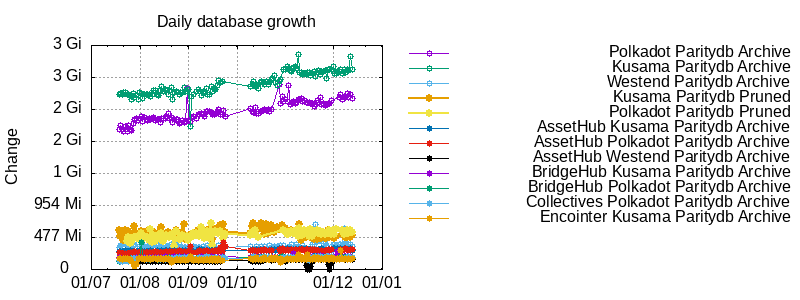 Daily database growth
Change
3 Gi
3 Gi
2 Gi
2 Gi
1 Gi
954 Mi
477 Mi
0
01/07 01/08 01/09 01/10 01/12 01/01
Polkadot Paritydb Archive
Kusama Paritydb Archive
Westend Paritydb Archive
Kusama Paritydb Pruned
Polkadot Paritydb Pruned
AssetHub Kusama Paritydb Archive
AssetHub Polkadot Paritydb Archive
AssetHub Westend Paritydb Archive
BridgeHub Kusama Paritydb Archive
BridgeHub Polkadot Paritydb Archive
Collectives Polkadot Paritydb Archive
Encointer Kusama Paritydb Archive